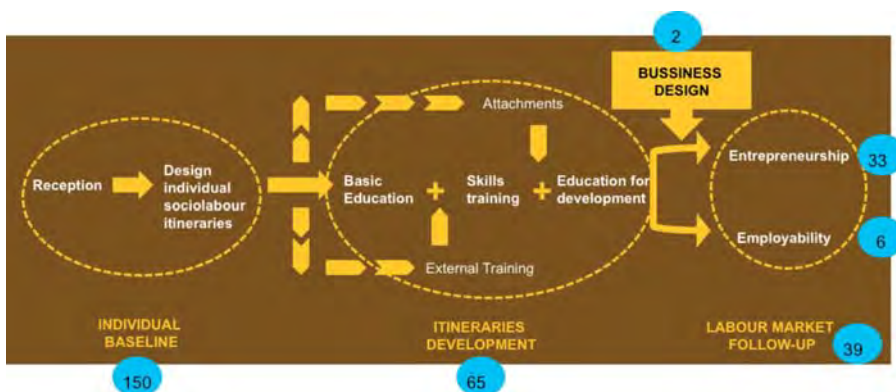 2
BUSSINESS
DESIGN
Attachments
Reception
Design
individual
sociolabour
itineraries
Basic
Education
+
Skills
training
+
Education for
development
Entrepreneurship
33
Employability
6
External Training
INDIVIDUAL
BASELINE
150
ITINERARIES
DEVELOPMENT
65
LABOUR MARKET
FOLLOW-UP
39